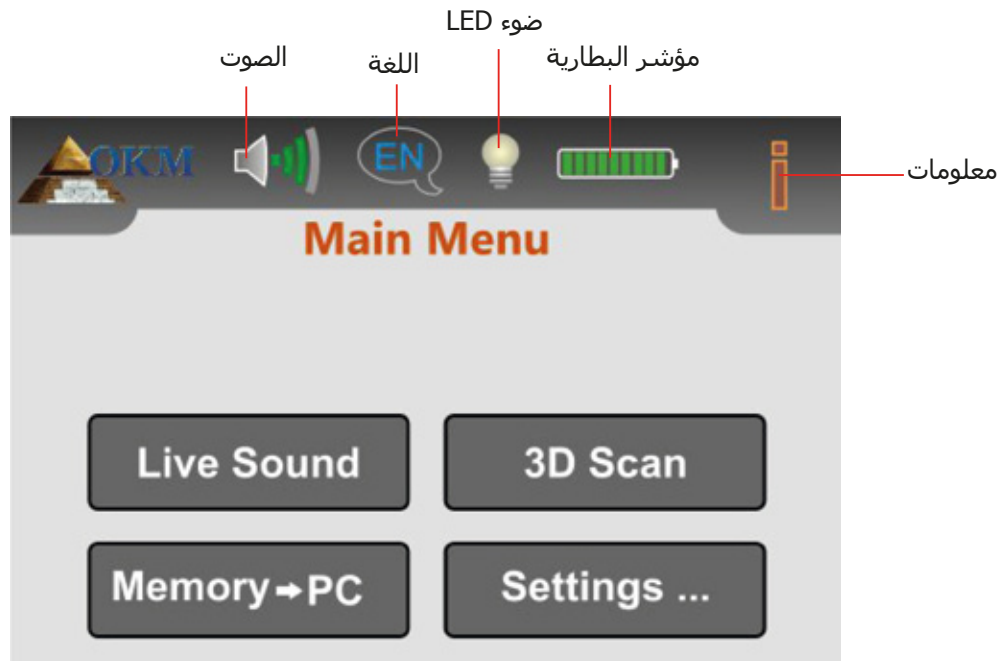 ضوء LED
الصوت
اللغة
مؤشر البطارية
OKM
EN
معلومات
Main Menu
Live Sound
3D Scan
Memory➡PC
Settings ...